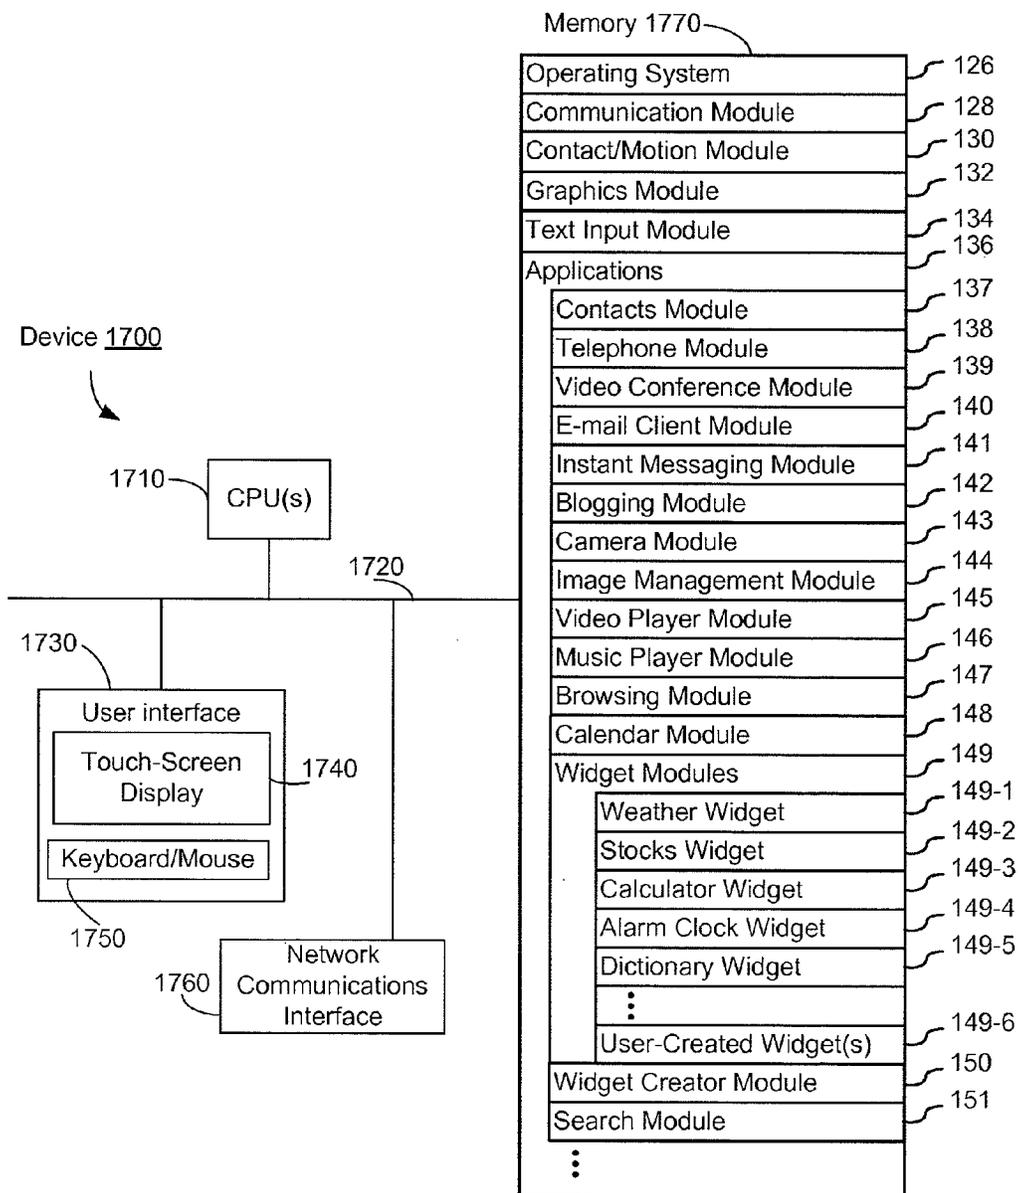 Memory 1770
Operating System 126
Communication Module 128
Contact/Motion Module 130
Graphics Module 132
Text Input Module 134
Applications 136
Contacts Module 137
Telephone Module 138
Video Conference Module 139
E-mail Client Module 140
Instant Messaging Module 141
Blogging Module 142
Camera Module 143
Image Management Module 144
Video Player Module 145
Music Player Module 146
Browsing Module 147
Calendar Module 148
Widget Modules 149
Weather Widget 149-1
Stocks Widget 149-2
Calculator Widget 149-3
Alarm Clock Widget 149-4
Dictionary Widget 149-5
User-Created Widget(s) 149-6
Widget Creator Module 150
Search Module 151
Device 1700
1710
CPU(s)
1720
1730
User interface
Touch-Screen
Display
1740
Keyboard/Mouse
1750
1760
Network
Communications
Interface